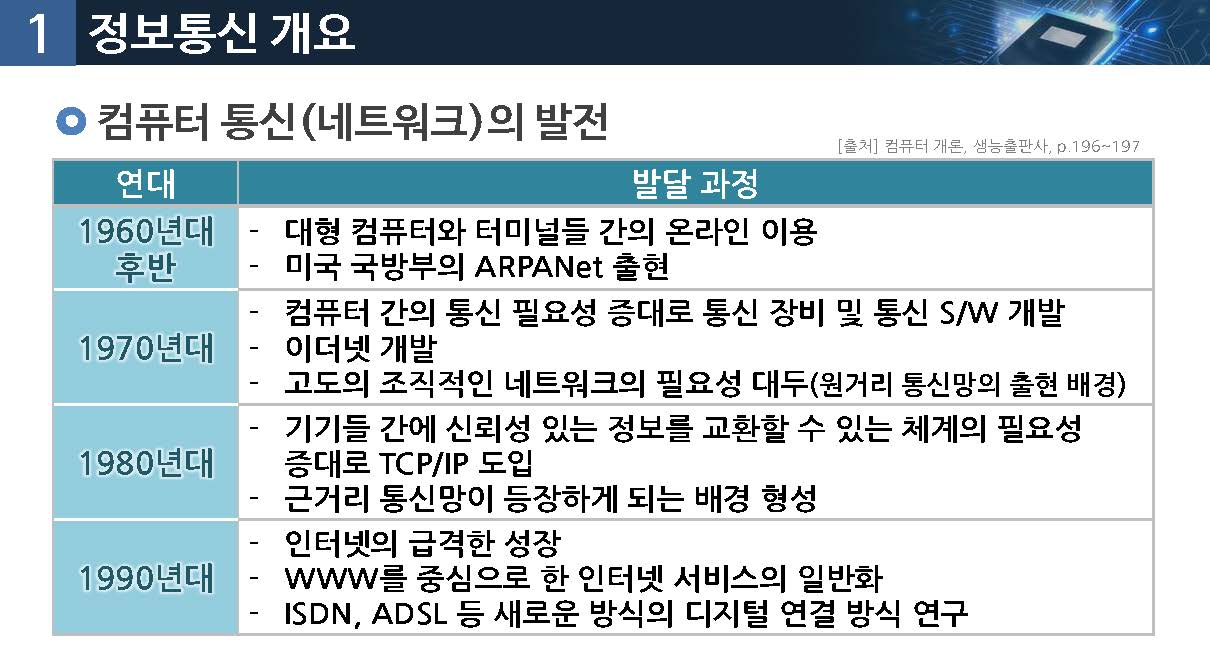 1 정보통신 개요
컴퓨터 통신(네트워크)의 발전
[출처] 컴퓨터 개론, 생능출판사, p.196~197
연대 발달 과정
1960년대
후반
- 대형 컴퓨터와 터미널들 간의 온라인 이용
- 미국 국방부의 ARPANet 출현
1970년대
- 컴퓨터 간의 통신 필요성 증대로 통신 장비 및 통신 S/W 개발
- 이더넷 개발
- 고도의 조직적인 네트워크의 필요성 대두(원거리 통신망의 출현 배경)
1980년대
- 기기들 간에 신뢰성 있는 정보를 교환할 수 있는 체계의 필요성
증대로 TCP/IP 도입
- 근거리 통신망이 등장하게 되는 배경 형성
1990년대
- 인터넷의 급격한 성장
- WWW를 중심으로 한 인터넷 서비스의 일반화
- ISDN, ADSL 등 새로운 방식의 디지털 연결 방식 연구